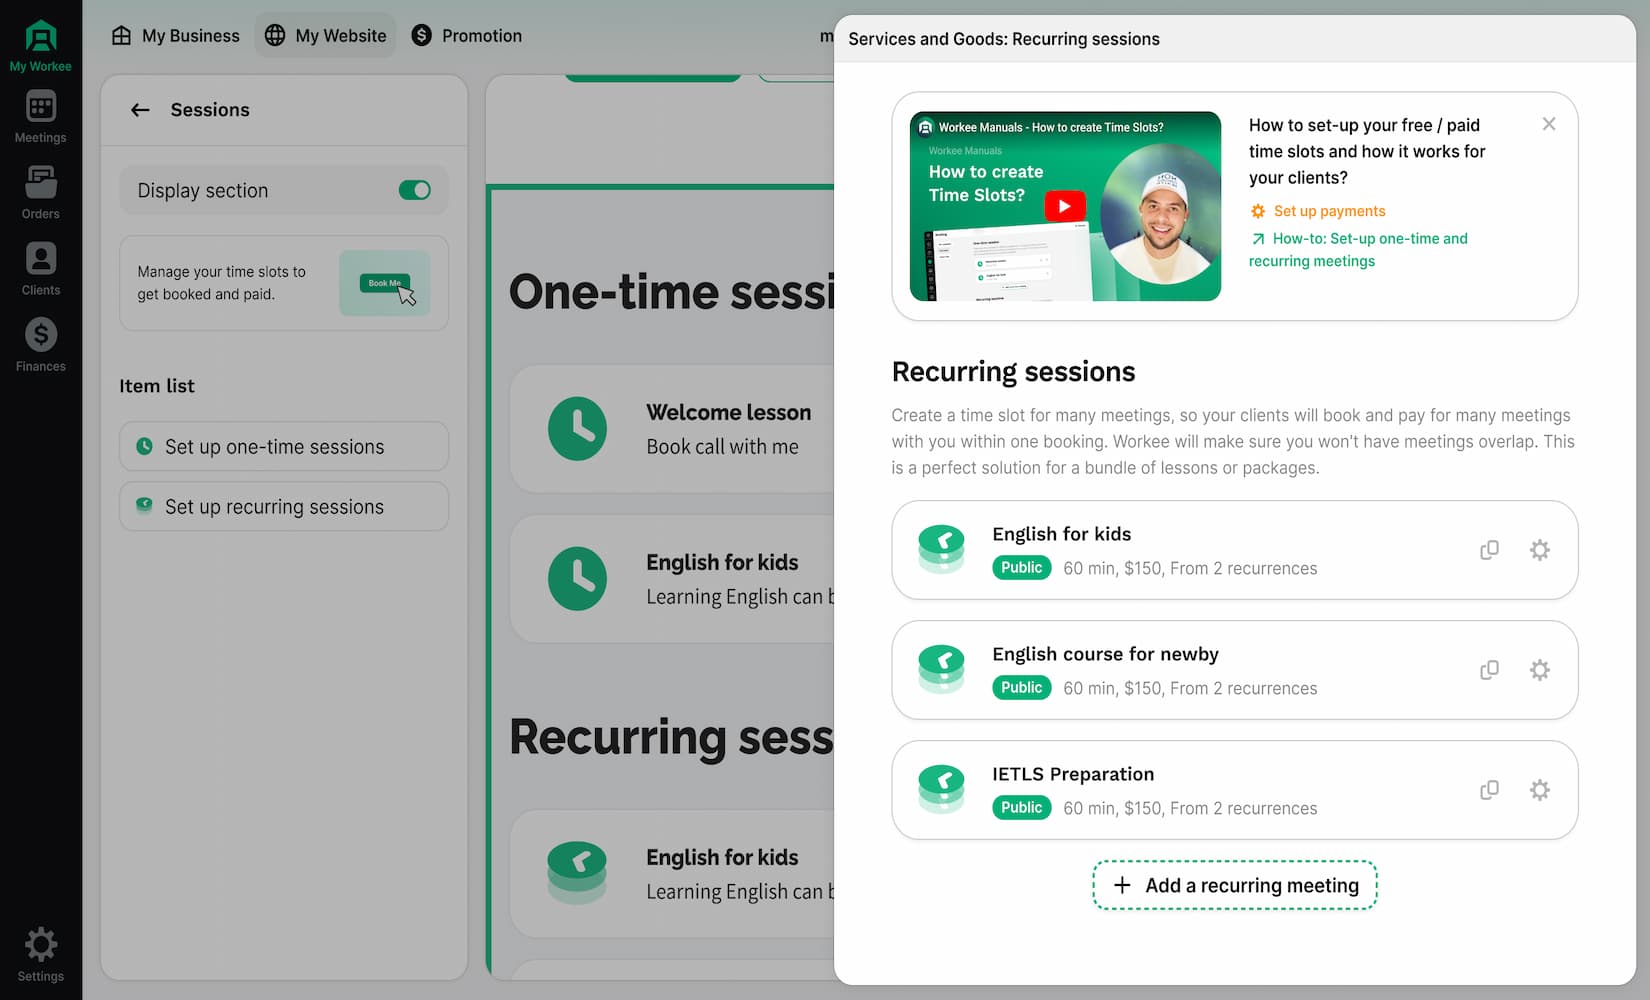 My Workee
Meetings
Orders
Clients
Finances
Settings
My Business
My Website
Promotion
Sessions
Display section
Manage your time slots to
get booked and paid.
Book Me
Item list
Set up one-time sessions
Set up recurring sessions
One-time sessi
Welcome lesson
Book call with me
English for kids
Learning English can b
Recurring sess
English for kids
Learning English can b
m
Services and Goods: Recurring sessions
Workee Manuals - How to create Time Slots?
Workee Manuals
How to create
Time Slots?
How to set-up your free / paid
time slots and how it works for
your clients?
Set up payments
How-to: Set-up one-time and
recurring meetings
Recurring sessions
Create a time slot for many meetings, so your clients will book and pay for many meetings
with you within one booking. Workee will make sure you won't have meetings overlap. This
is a perfect solution for a bundle of lessons or packages.
English for kids
Public 60 min, $150, From 2 recurrences
English course for newby
Public 60 min, $150, From 2 recurrences
IETLS Preparation
Public 60 min, $150, From 2 recurrences
+ Add a recurring meeting